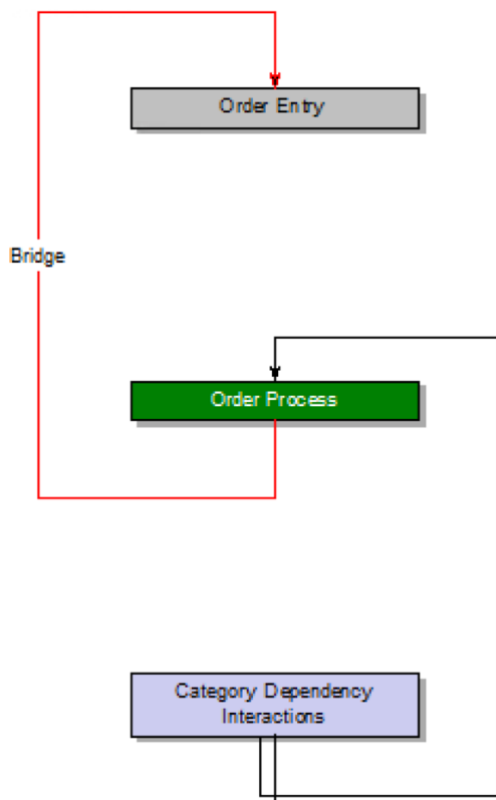 Order Entry
Bridge
Order Process
Category Dependency
Interactions